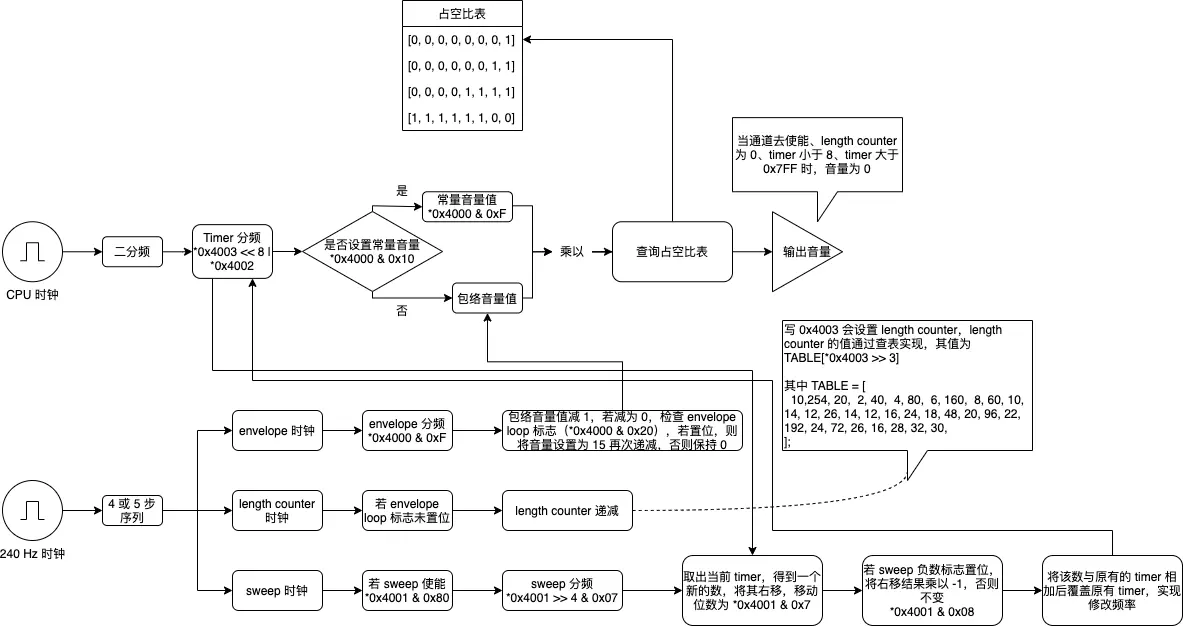 占空比表
[0, 0, 0, 0, 0, 0, 0, 1]
[0, 0, 0, 0, 0, 0, 1, 1]
[0, 0, 0, 0, 1, 1, 1, 1]
[1, 1, 1, 1, 1, 1, 0, 0]
当通道去使能、length counter
为 0、timer 小于 8、timer 大于
0x7FF 时，音量为 0
CPU 时钟
二分频
Timer 分频
*0x4003 << 8 |
*0x4002
是否设置常量音量
*0x4000 & 0x10
是
常量音量值
*0x4000 & 0xF
否
包络音量值
乘以
查询占空比表
输出音量
写 0x4003 会设置 length counter，length
counter 的值通过查表实现，其值为
TABLE[*0x4003 >> 3]
其中 TABLE = [
10,254, 20, 2, 40, 4, 80, 6, 160, 8, 60, 10,
14, 12, 26, 14, 12, 16, 24, 18, 48, 20, 96, 22,
192, 24, 72, 26, 16, 28, 32, 30,
];
240 Hz 时钟
4 或 5 步
序列
envelope 时钟
envelope 分频
*0x4000 & 0xF
包络音量值减 1，若减为 0，检查 envelope
loop 标志（*0x4000 & 0x20），若置位，则
将音量设置为 15 再次递减，否则保持 0
length counter
时钟
若 envelope
loop 标志未置位
length counter 递减
sweep 时钟
若 sweep 使能
*0x4001 & 0x80
sweep 分频
*0x4001 >> 4 & 0x07
取出当前 timer，得到一个
新的数，将其右移，移动
位数为 *0x4001 & 0x7
若 sweep 负数标志置位，
将右移结果乘以 -1，否则
不变
*0x4001 & 0x08
将该数与原有的 timer 相
加后覆盖原有 timer，实现
修改频率